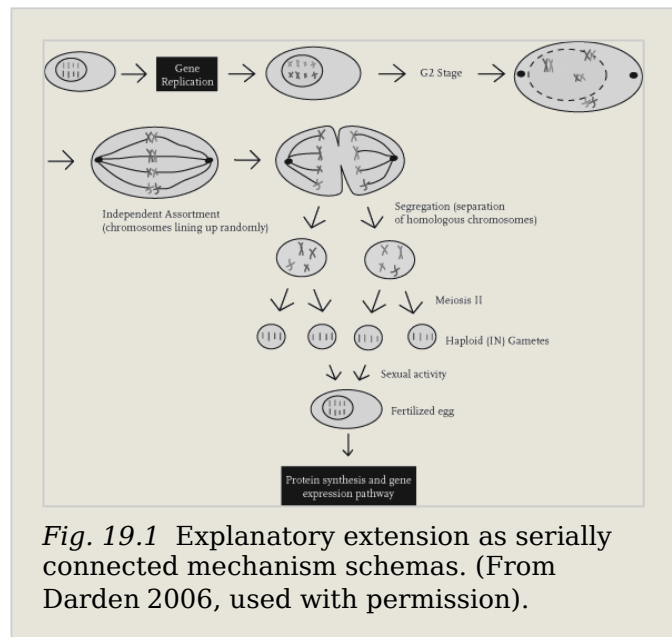 Gene
Replication
G2 Stage
Independent Assortment
(chromosomes lining up randomly)
Segregation (separation
of homologous chromosomes)
Meiosis II
Haploid (IN) Gametes
Sexual activity
Fertilized egg
Protein synthesis and gene
expression pathway
Fig. 19.1 Explanatory extension as serially
connected mechanism schemas. (From
Darden 2006, used with permission).